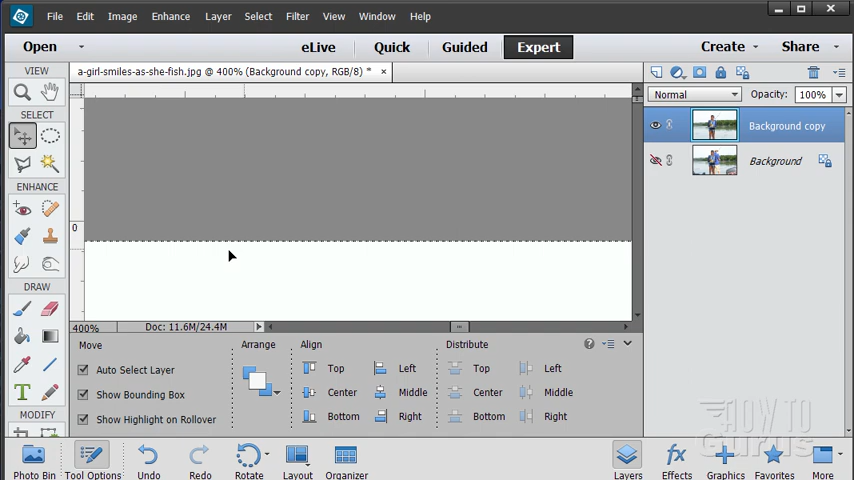 File Edit Image Enhance Layer Select Filter View Window Help
Open eLive Quick Guided Expert Create Share
a-girl-smiles-as-she-fish.jpg @ 400% (Background copy, RGB/8) * ×
VIEW
SELECT
ENHANCE
DRAW
T
MODIFY
0
Normal Opacity: 100%
Background copy
Background
400% Doc: 11.6M/24.4M
Move Arrange Align Distribute
Auto Select Layer Top Left Top Left
Show Bounding Box Center Middle Center Middle
Show Highlight on Rollover Bottom Right Bottom Right
HOW TO
Gurus
Photo Bin Tool Options Undo Redo Rotate Layout Organizer Layers fx Effects Graphics Favorites More